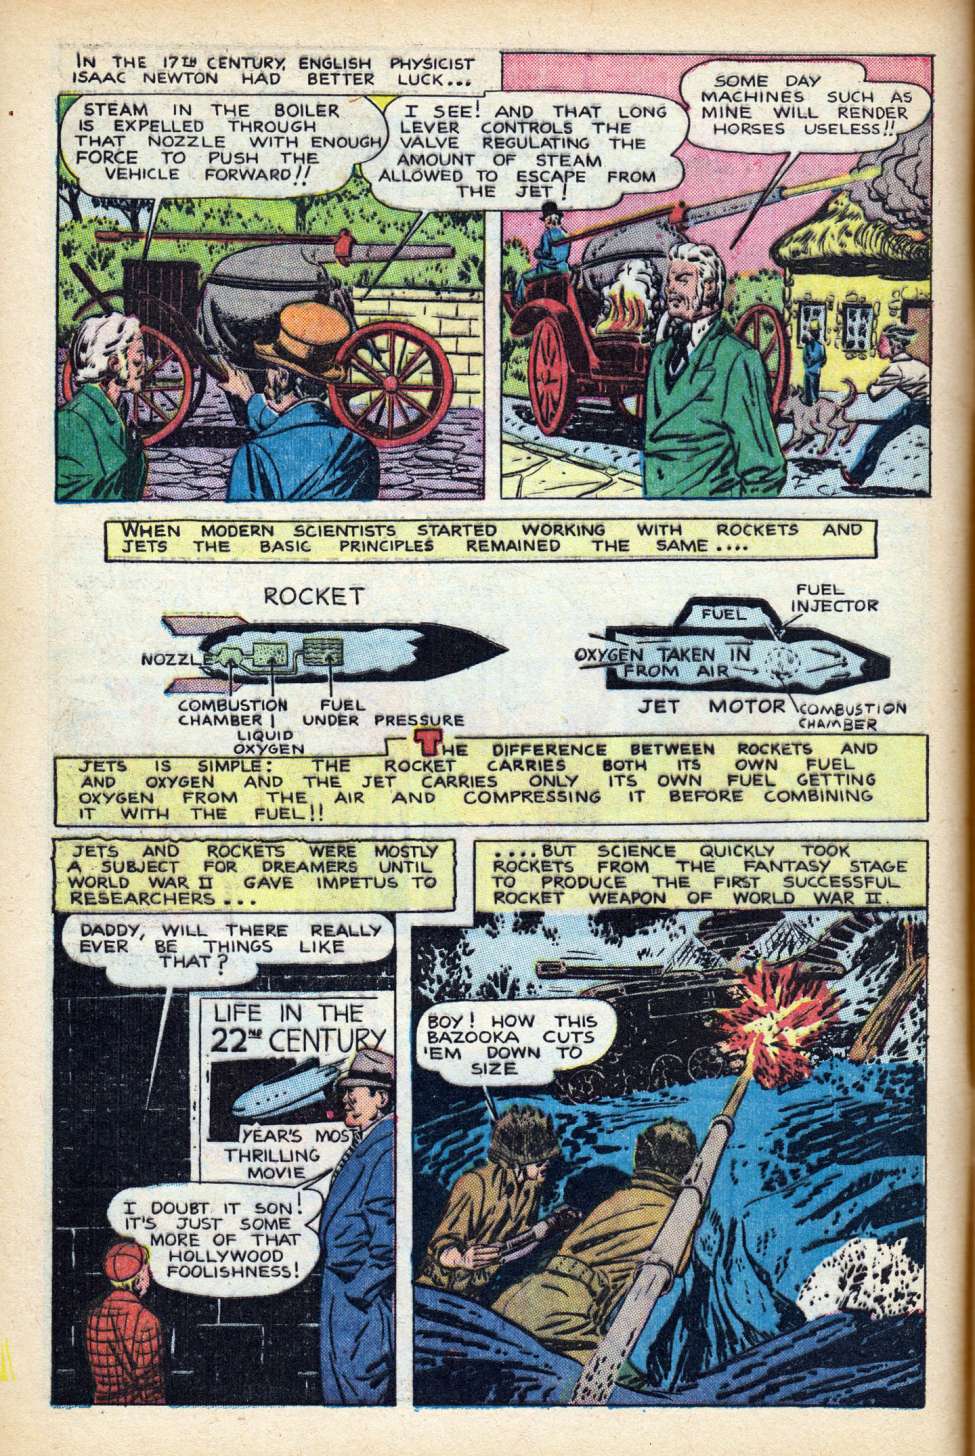 IN THE 17TH CENTURY, ENGLISH PHYSICIST
ISAAC NEWTON HAD BETTER LUCK...
STEAM IN THE BOILER
IS EXPELLED THROUGH
THAT NOZZLE WITH ENOUGH
FORCE TO PUSH THE
VEHICLE FORWARD!!
I SEE! AND THAT LONG
LEVER CONTROLS THE
VALVE REGULATING THE
AMOUNT OF STEAM
ALLOWED TO ESCAPE FROM
THE JET!
SOME DAY
MACHINES SUCH AS
MINE WILL RENDER
HORSES USELESS!!
WHEN MODERN SCIENTISTS STARTED WORKING WITH ROCKETS AND
JETS THE BASIC PRINCIPLES REMAINED THE SAME....
ROCKET
NOZZLE
COMBUSTION
CHAMBER
LIQUID
OXYGEN
FUEL
UNDER PRESSURE
FUEL
FUEL
INJECTOR
OXYGEN TAKEN IN
FROM AIR
JET MOTOR
COMBUSTION
CHAMBER
THE DIFFERENCE BETWEEN ROCKETS AND
JETS IS SIMPLE: THE ROCKET CARRIES BOTH ITS OWN FUEL
AND OXYGEN AND THE JET CARRIES ONLY ITS OWN FUEL GETTING
OXYGEN FROM THE AIR AND COMPRESSING IT BEFORE COMBINING
IT WITH THE FUEL!!
JETS AND ROCKETS WERE MOSTLY
A SUBJECT FOR DREAMERS UNTIL
WORLD WAR II GAVE IMPETUS TO
RESEARCHERS...
DADDY, WILL THERE REALLY
EVER BE THINGS LIKE
THAT?
LIFE IN THE
22ND CENTURY
YEAR'S MOST
THRILLING
MOVIE
I DOUBT IT SON!
IT'S JUST SOME
MORE OF THAT
HOLLYWOOD
FOOLISHNESS!
....BUT SCIENCE QUICKLY TOOK
ROCKETS FROM THE FANTASY STAGE
TO PRODUCE THE FIRST SUCCESSFUL
ROCKET WEAPON OF WORLD WAR II.
BOY! HOW THIS
BAZOOKA CUTS
'EM DOWN TO
SIZE